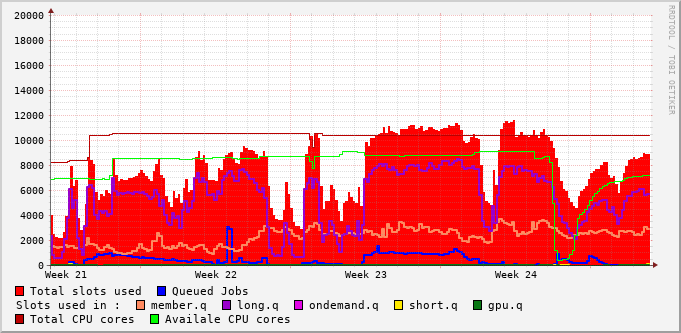 20000
18000
16000
14000
12000
10000
8000
6000
4000
2000
0
Week 21 Week 22 Week 23 Week 24
Total slots used Queued Jobs
Slots used in : member.q long.q ondemand.q short.q gpu.q
Total CPU cores Availale CPU cores
RRDTOOL / TOBI OETIKER